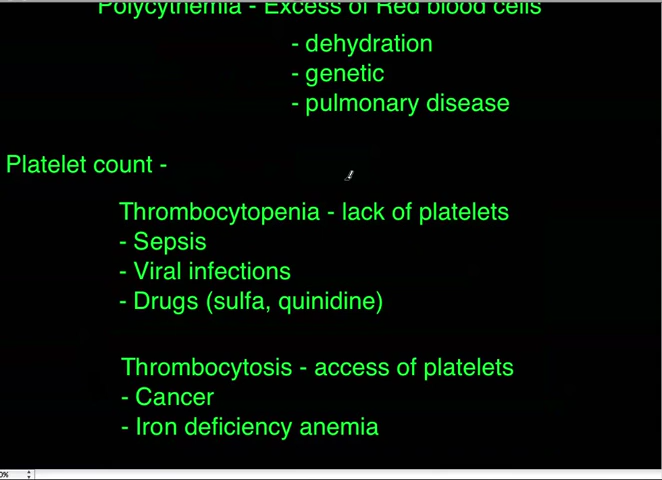 Polycythemia - Excess of Red blood cells
- dehydration
- genetic
- pulmonary disease
Platelet count -
Thrombocytopenia - lack of platelets
- Sepsis
- Viral infections
- Drugs (sulfa, quinidine)
Thrombocytosis - access of platelets
- Cancer
- Iron deficiency anemia
0%